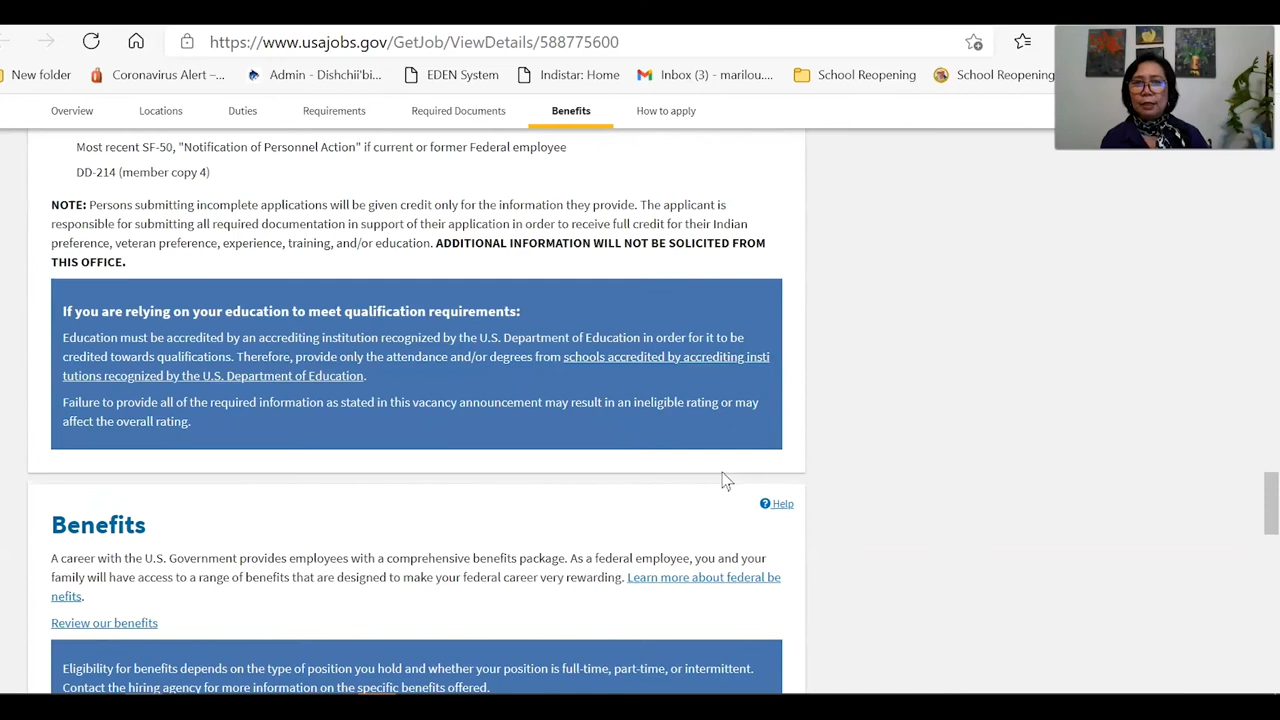 https://www.usajobs.gov/GetJob/ViewDetails/588775600
New folder Coronavirus Alert –... Admin - Dishchii'bi... EDEN System Indistar: Home Inbox (3) - marilou.... School Reopening School Reopening
Overview Locations Duties Requirements Required Documents Benefits How to apply
Most recent SF-50, "Notification of Personnel Action" if current or former Federal employee
DD-214 (member copy 4)
NOTE: Persons submitting incomplete applications will be given credit only for the information they provide. The applicant is
responsible for submitting all required documentation in support of their application in order to receive full credit for their Indian
preference, veteran preference, experience, training, and/or education. ADDITIONAL INFORMATION WILL NOT BE SOLICITED FROM
THIS OFFICE.
If you are relying on your education to meet qualification requirements:
Education must be accredited by an accrediting institution recognized by the U.S. Department of Education in order for it to be
credited towards qualifications. Therefore, provide only the attendance and/or degrees from schools accredited by accrediting insti
tutions recognized by the U.S. Department of Education.
Failure to provide all of the required information as stated in this vacancy announcement may result in an ineligible rating or may
affect the overall rating.
Help
Benefits
A career with the U.S. Government provides employees with a comprehensive benefits package. As a federal employee, you and your
family will have access to a range of benefits that are designed to make your federal career very rewarding. Learn more about federal be
nefits.
Review our benefits
Eligibility for benefits depends on the type of position you hold and whether your position is full-time, part-time, or intermittent.
Contact the hiring agency for more information on the specific benefits offered.